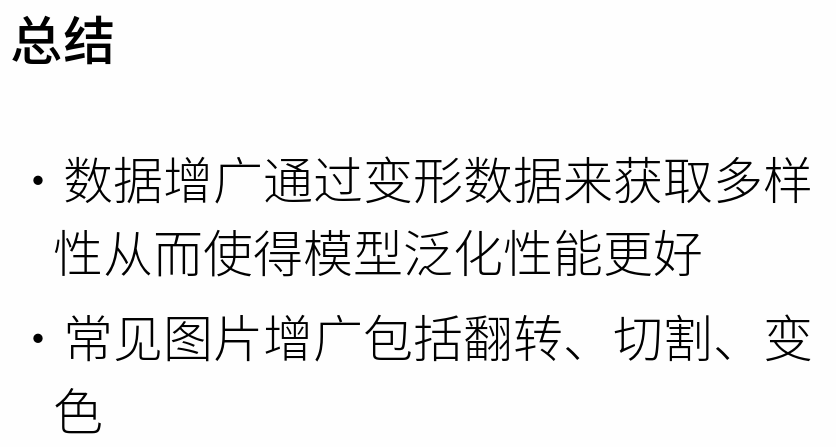 总结
• 数据增广通过变形数据来获取多样
性从而使得模型泛化性能更好
• 常见图片增广包括翻转、切割、变
色